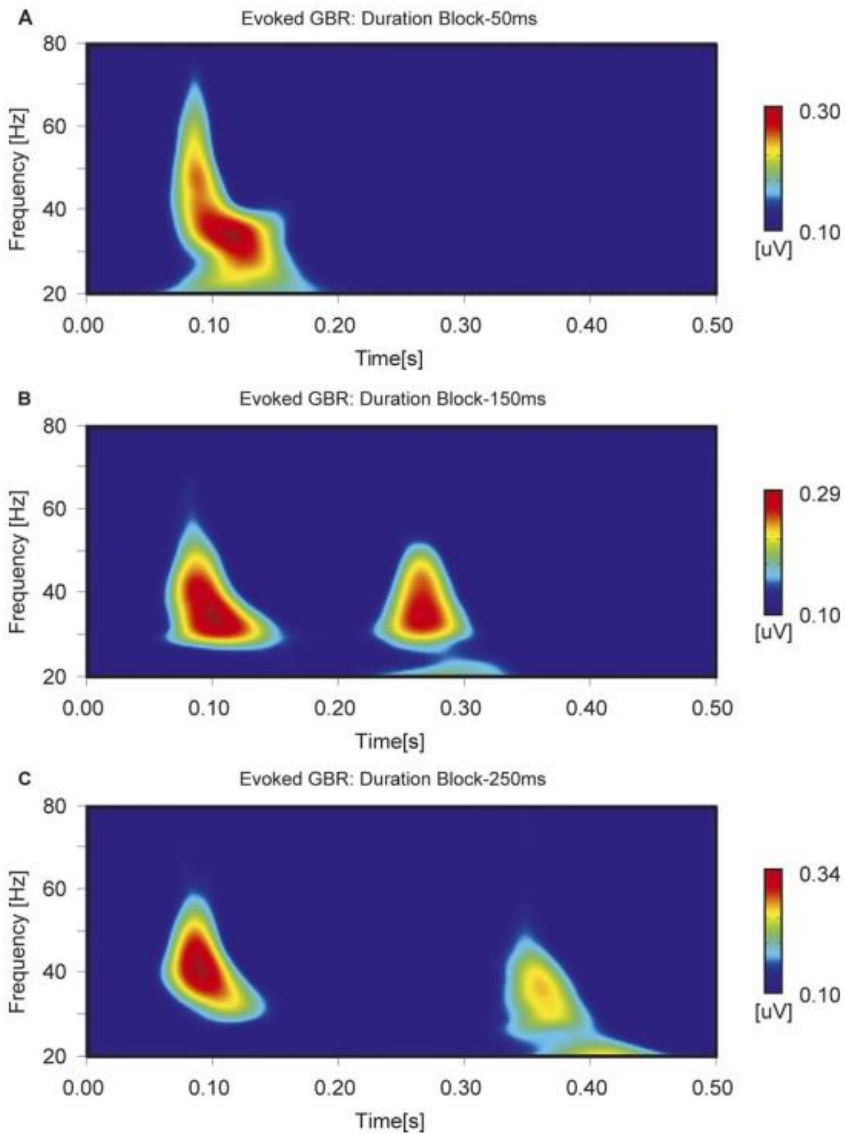 A
Evoked GBR: Duration Block-50ms
80
60
40
20
Frequency [Hz]
0.00 0.10 0.20 0.30 0.40 0.50
Time[s]
0.30
0.10
[uV]
B
Evoked GBR: Duration Block-150ms
80
60
40
20
Frequency [Hz]
0.00 0.10 0.20 0.30 0.40 0.50
Time[s]
0.29
0.10
[uV]
C
Evoked GBR: Duration Block-250ms
80
60
40
20
Frequency [Hz]
0.00 0.10 0.20 0.30 0.40 0.50
Time[s]
0.34
0.10
[uV]